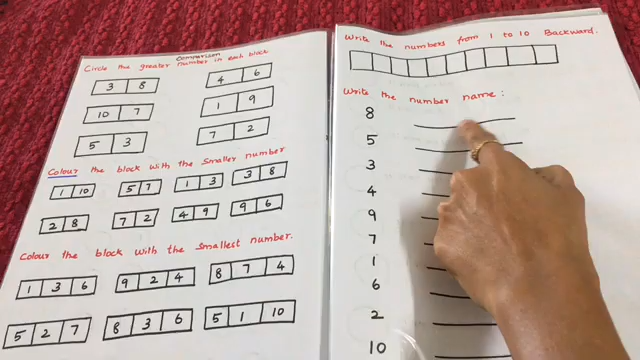 Comparison
Circle the greater number in each block
3 8
4 6
10 7
1 9
5 3
7 2
Colour the block with the smaller number
1 10
5 7
1 3
3 8
2 8
7 2
4 9
9 6
Colour the block with the smallest number.
1 3 6
9 2 4
8 7 4
5 2 7
8 3 6
5 1 10
Write the numbers from 1 to 10 Backward.
Write the number name:
8
5
3
4
9
7
1
6
2
10